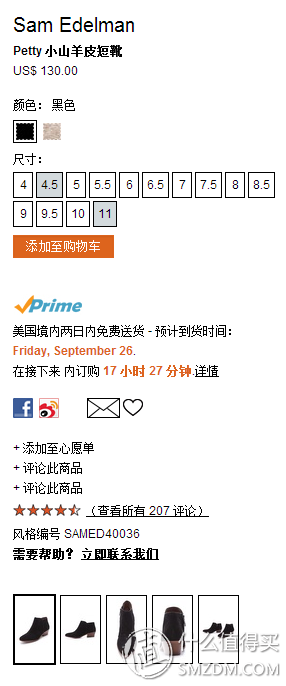 Sam Edelman
Petty 小山羊皮短靴
US$ 130.00
颜色： 黑色
尺寸：
4 4.5 5 5.5 6 6.5 7 7.5 8 8.5
9 9.5 10 11
添加至购物车
Prime
美国境内两日内免费送货 - 预计到货时间：
Friday, September 26.
在接下来 内订购 17 小时 27 分钟.详情
+ 添加至心愿单
+ 评论此商品
+ 评论此商品
（查看所有 207 评论）
风格编号 SAMED40036
需要帮助？ 立即联系我们
值 什么值得买
SMZDM.COM